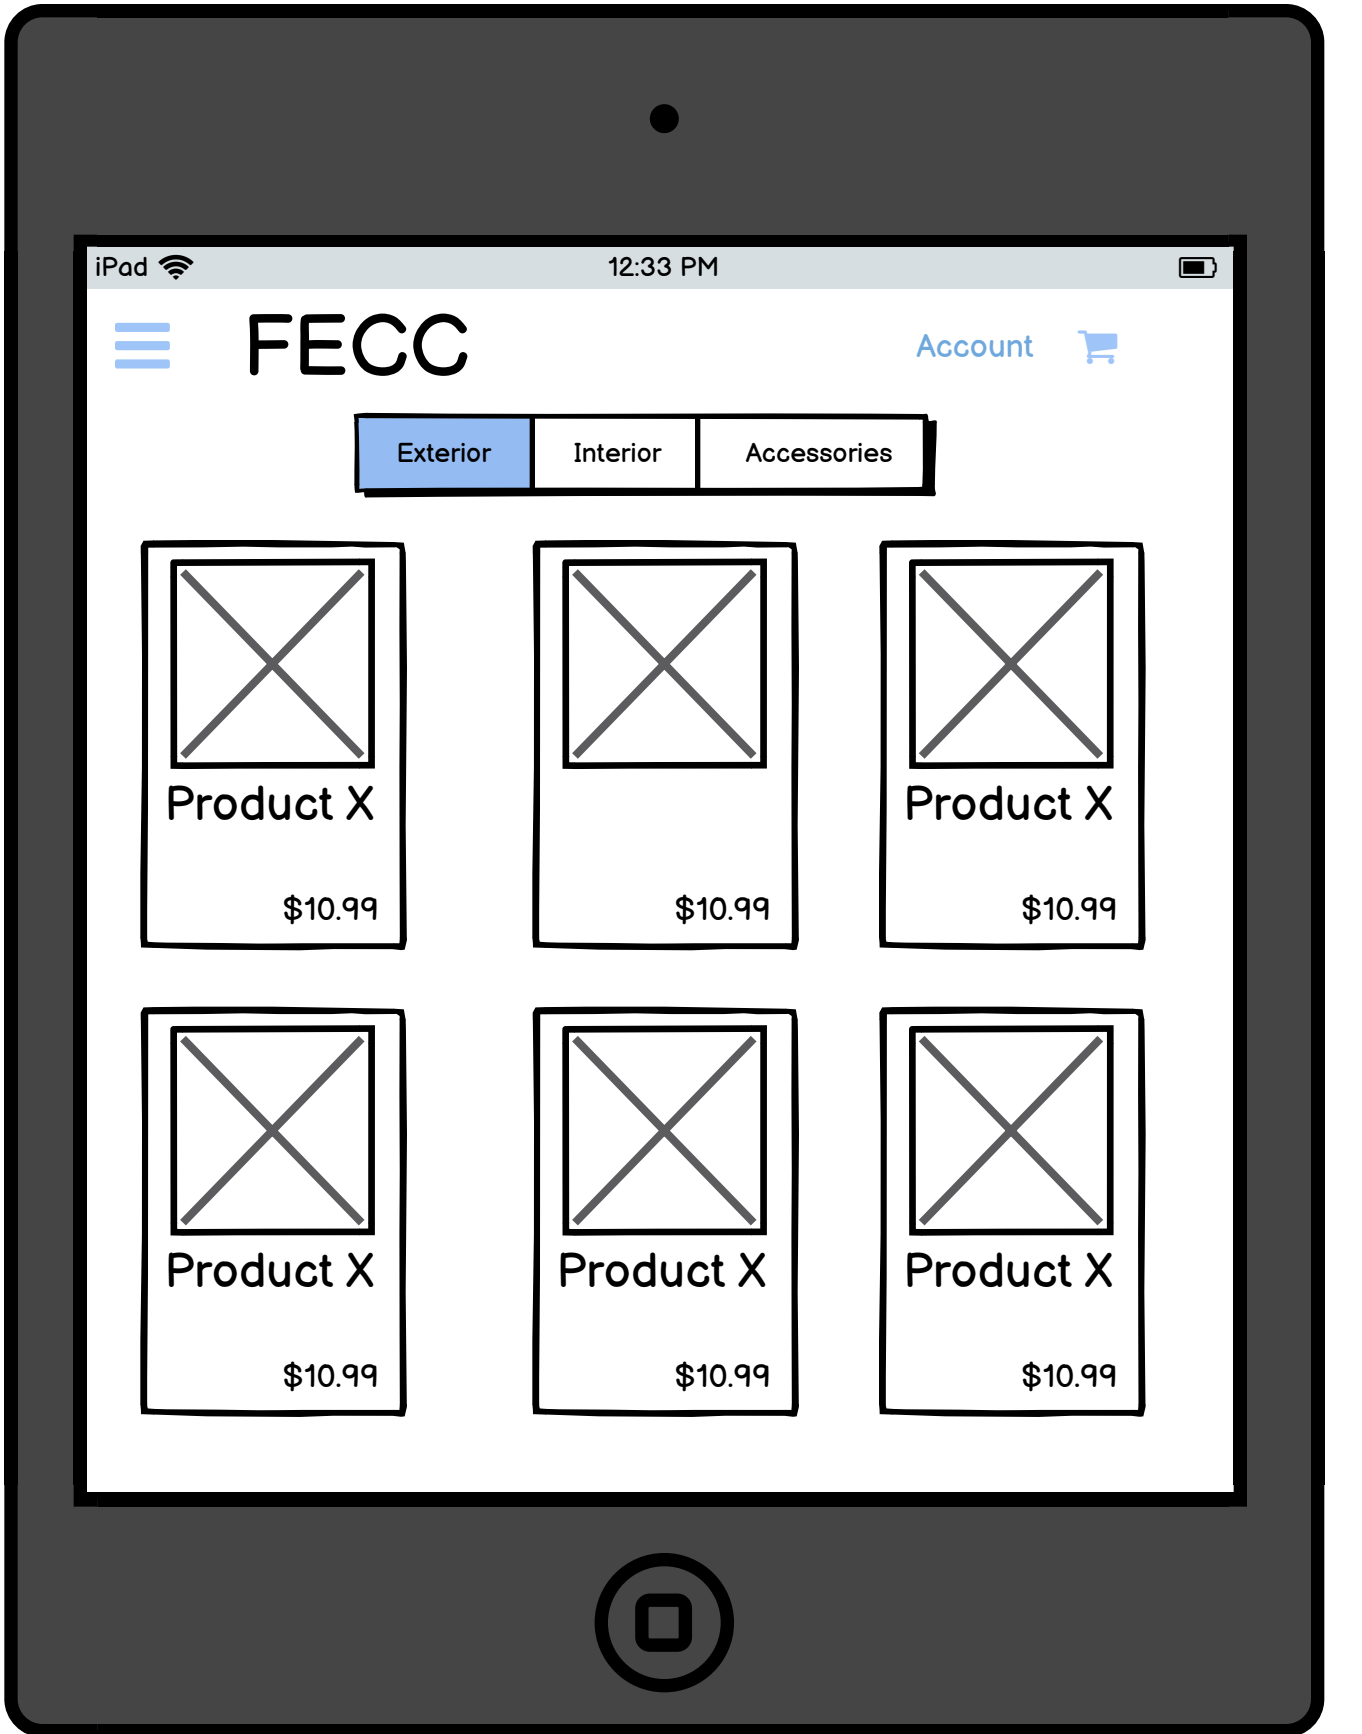 iPad 12:33 PM
FECC Account
Exterior Interior Accessories
Product X Product X
$10.99 $10.99 $10.99
Product X Product X Product X
$10.99 $10.99 $10.99